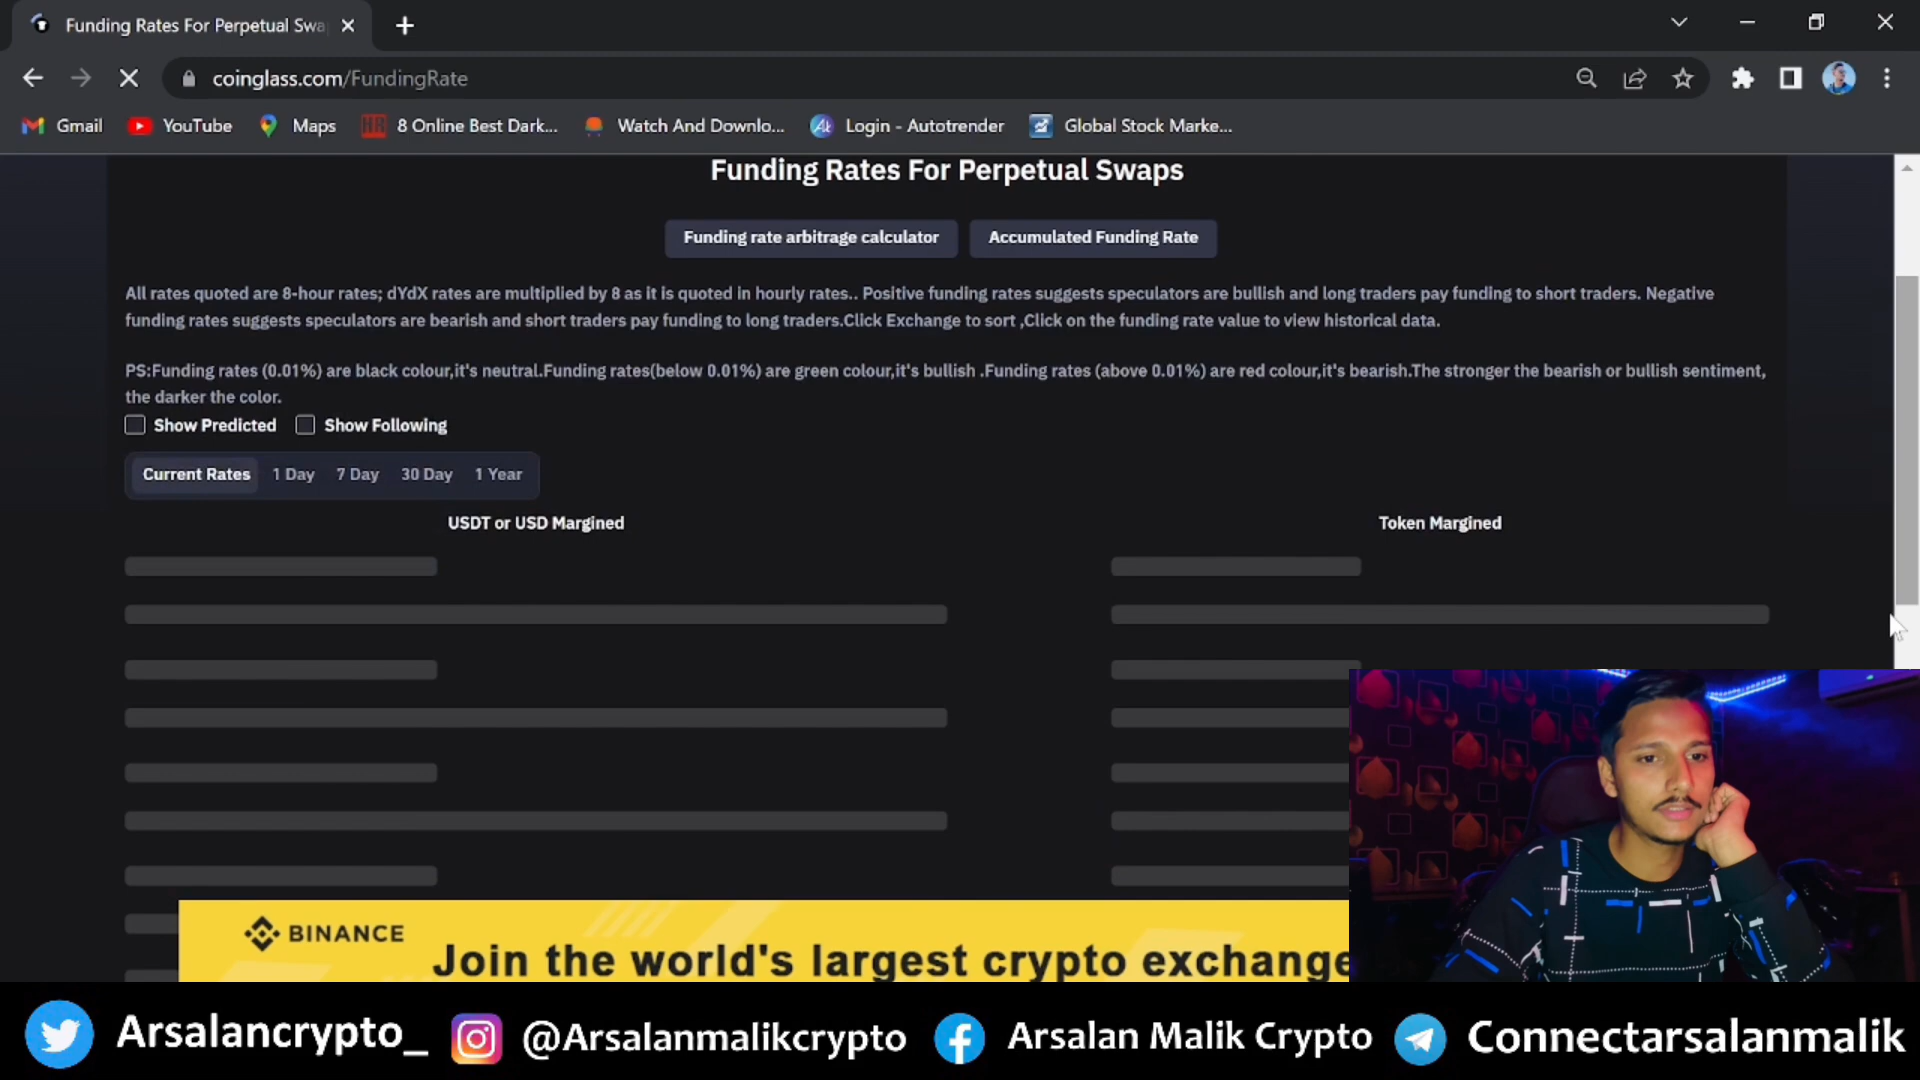 Funding Rates For Perpetual Swa
coinglass.com/FundingRate
Gmail
YouTube
Maps
8 Online Best Dark...
Watch And Downlo...
Login - Autotrender
Global Stock Marke...
Funding Rates For Perpetual Swaps
Funding rate arbitrage calculator
Accumulated Funding Rate
All rates quoted are 8-hour rates; dYdX rates are multiplied by 8 as it is quoted in hourly rates.. Positive funding rates suggests speculators are bullish and long traders pay funding to short traders. Negative
funding rates suggests speculators are bearish and short traders pay funding to long traders.Click Exchange to sort ,Click on the funding rate value to view historical data.
PS:Funding rates (0.01%) are black colour,it's neutral.Funding rates(below 0.01%) are green colour,it's bullish .Funding rates (above 0.01%) are red colour,it's bearish.The stronger the bearish or bullish sentiment,
the darker the color.
Show Predicted
Show Following
Current Rates
1 Day
7 Day
30 Day
1 Year
USDT or USD Margined
Token Margined
BINANCE
Join the world's largest crypto exchange
Arsalancrypto_
@Arsalanmalikcrypto
Arsalan Malik Crypto
Connectarsalanmalik